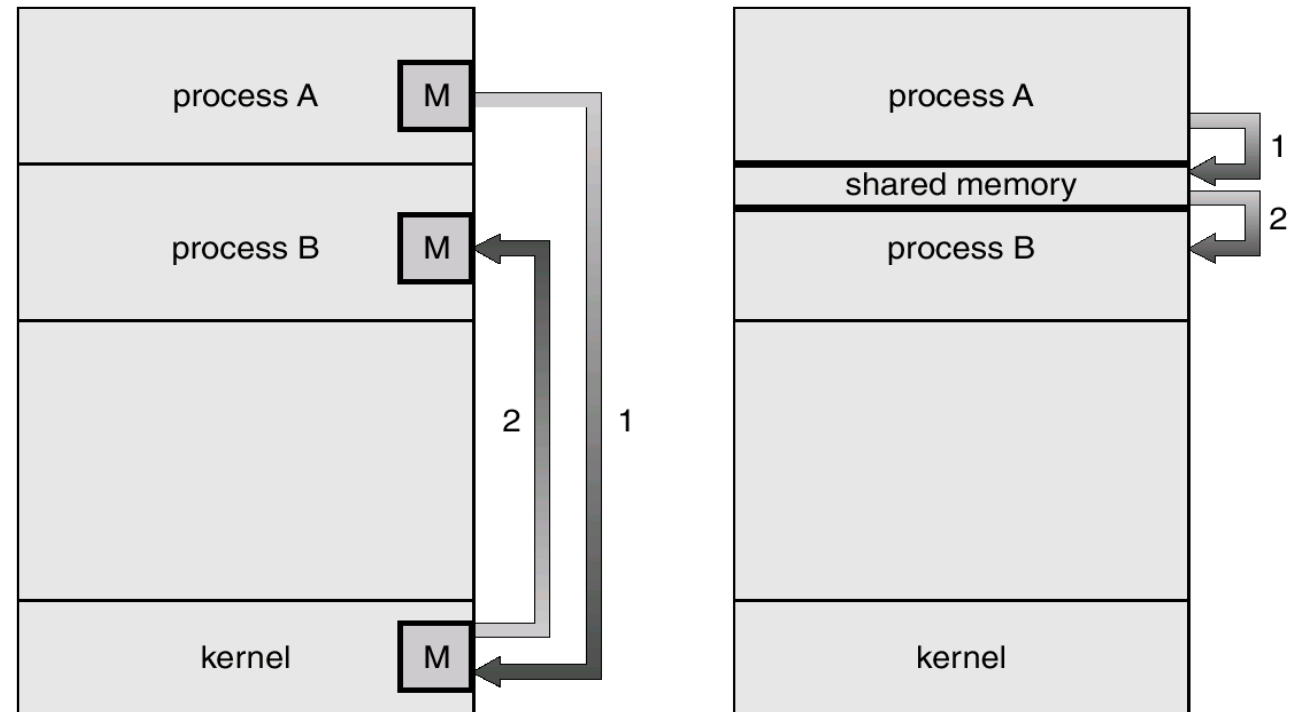 process A
M
process B
M
2
1
kernel
M
process A
1
shared memory
2
process B
kernel